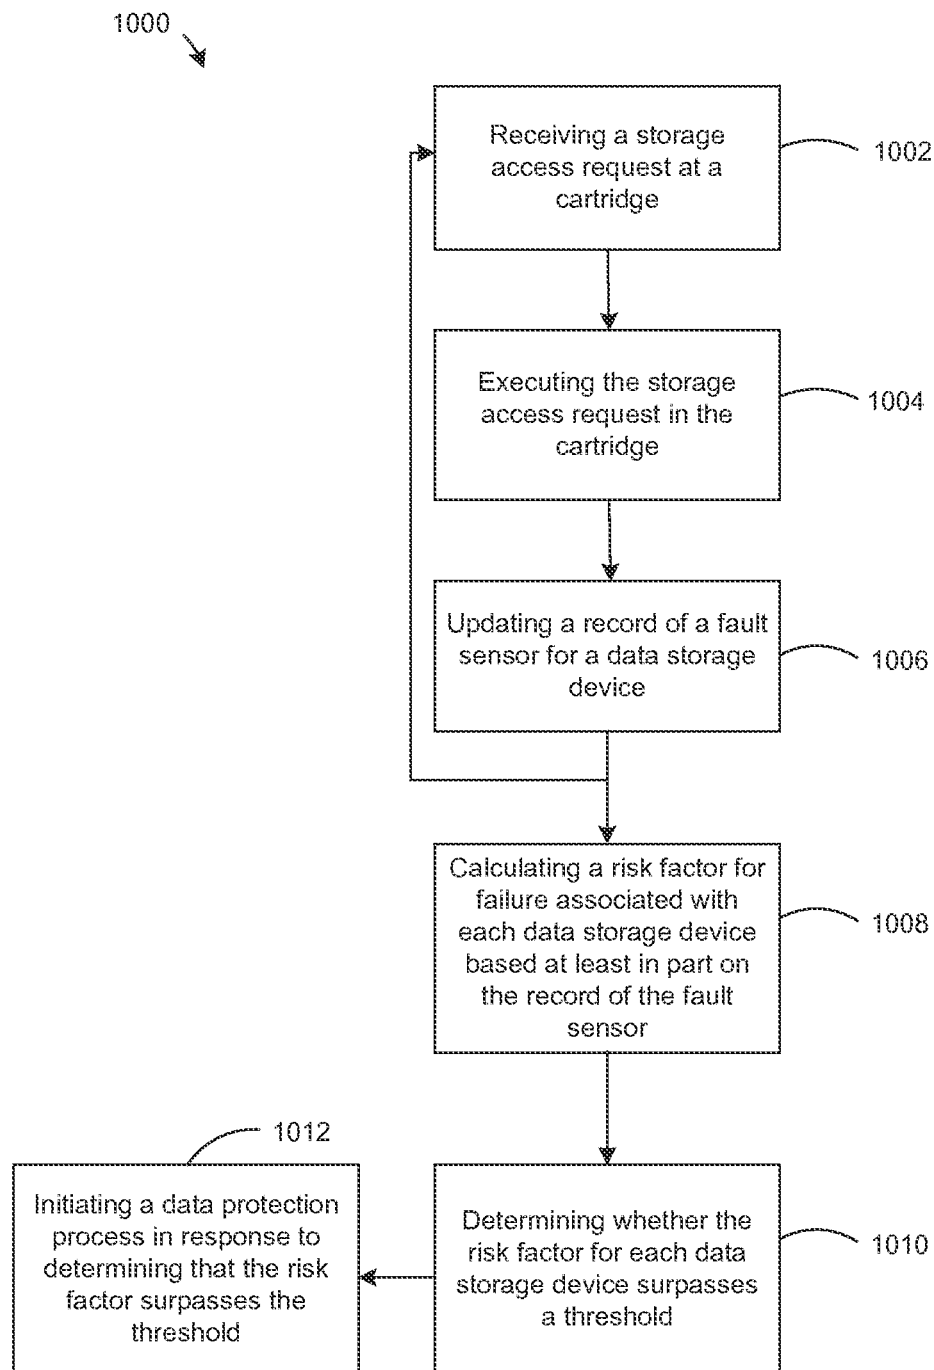 1000
Receiving a storage
access request at a
cartridge
1002
Executing the storage
access request in the
cartridge
1004
Updating a record of a fault
sensor for a data storage
device
1006
Calculating a risk factor for
failure associated with
each data storage device
based at least in part on
the record of the fault
sensor
1008
Determining whether the
risk factor for each data
storage device surpasses
a threshold
1010
1012
Initiating a data protection
process in response to
determining that the risk
factor surpasses the
threshold